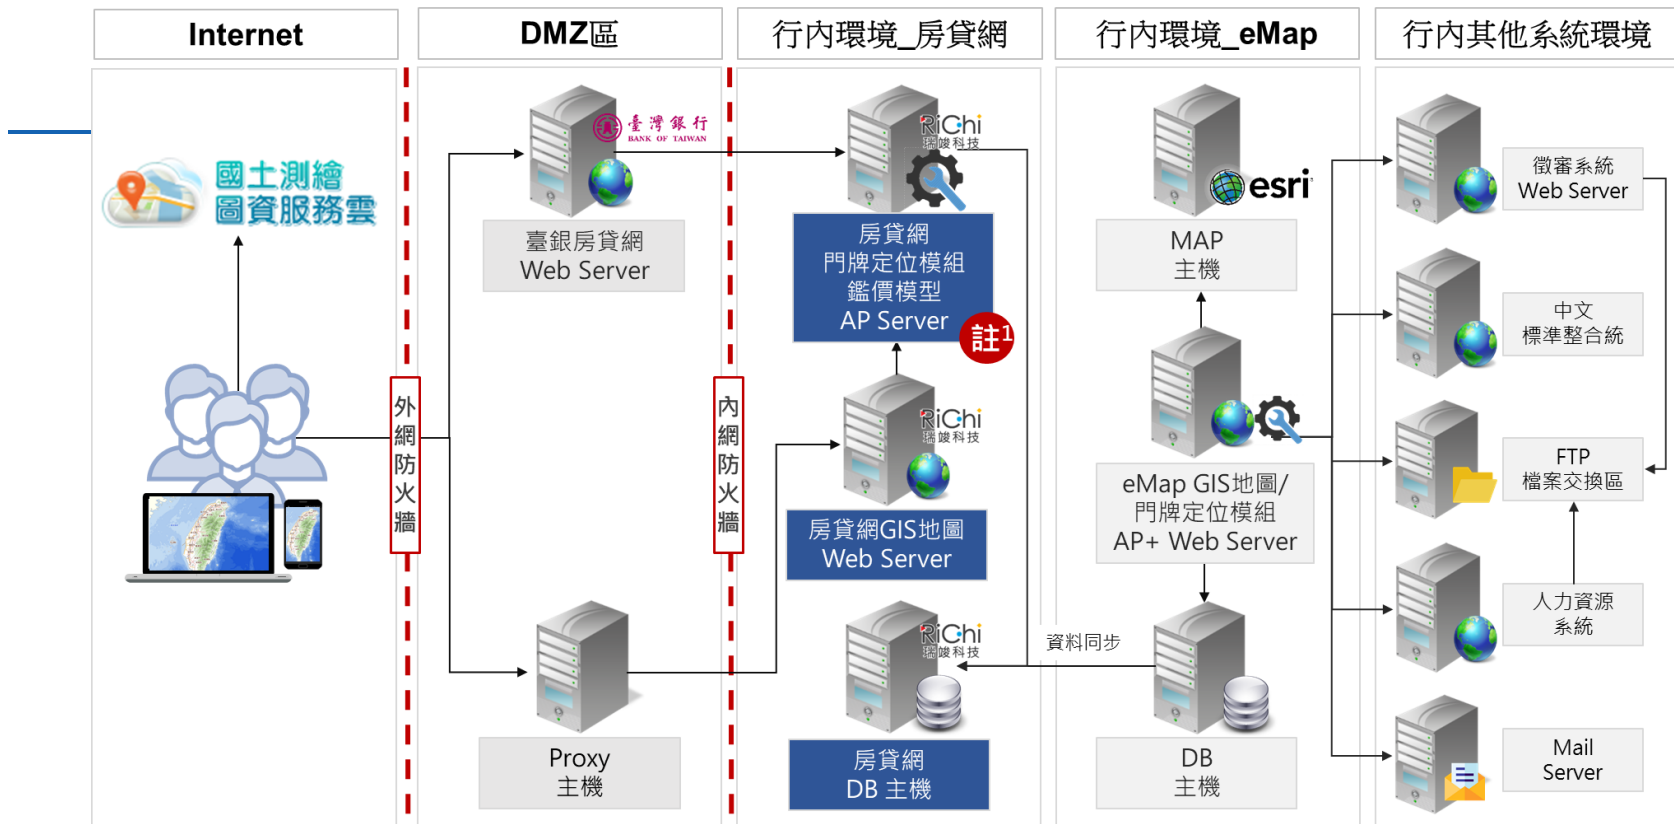 Internet
DMZ區
行內環境_房貸網
行內環境_eMap
行內其他系統環境
國土測繪
圖資服務雲
外網防火牆
臺灣銀行
BANK OF TAIWAN
臺銀房貸網
Web Server
Proxy
主機
內網防火牆
RiChi
瑞竣科技
房貸網
門牌定位模組
鑑價模型
AP Server
註1
RiChi
瑞竣科技
房貸網GIS地圖
Web Server
RiChi
瑞竣科技
房貸網
DB 主機
esri
MAP
主機
eMap GIS地圖/
門牌定位模組
AP+ Web Server
資料同步
DB
主機
徵審系統
Web Server
中文
標準整合統
FTP
檔案交換區
人力資源
系統
Mail
Server